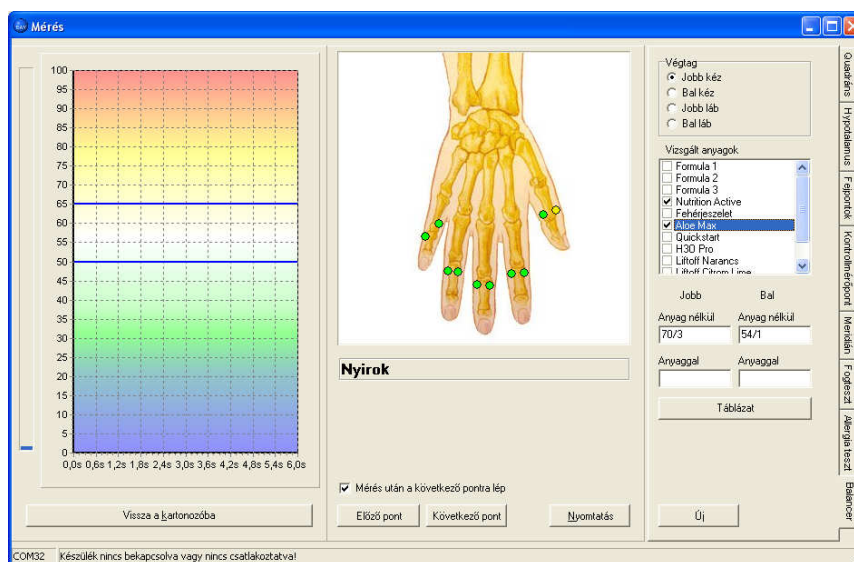 Mérés
100
95
90
85
80
75
70
65
60
55
50
45
40
35
30
25
20
15
10
5
0
0,0s 0,6s 1,2s 1,8s 2,4s 3,0s 3,6s 4,2s 4,8s 5,4s 6,0s
Vissza a kartonozóba
Nyirok
Mérés után a következő pontra lép
Előző pont Következő pont Nyomtatás
Végtag
Jobb kéz
Bal kéz
Jobb láb
Bal láb
Vizsgált anyagok
Formula 1
Formula 2
Formula 3
Nutrition Active
Fehérjeszelet
Aloe Max
Quickstart
H30 Pro
Liftoff Narancs
Liftoff Citrom Lime
Jobb Bal
Anyag nélkül Anyag nélkül
70/3 54/1
Anyaggal Anyaggal
Táblázat
Új
Quadráns
Hypotalamus
Fejpontok
Kontrollmérőpont
Meridián
Fogteszt
Allergia teszt
Balancer
COM32 Készülék nincs bekapcsolva vagy nincs csatlakoztatva!